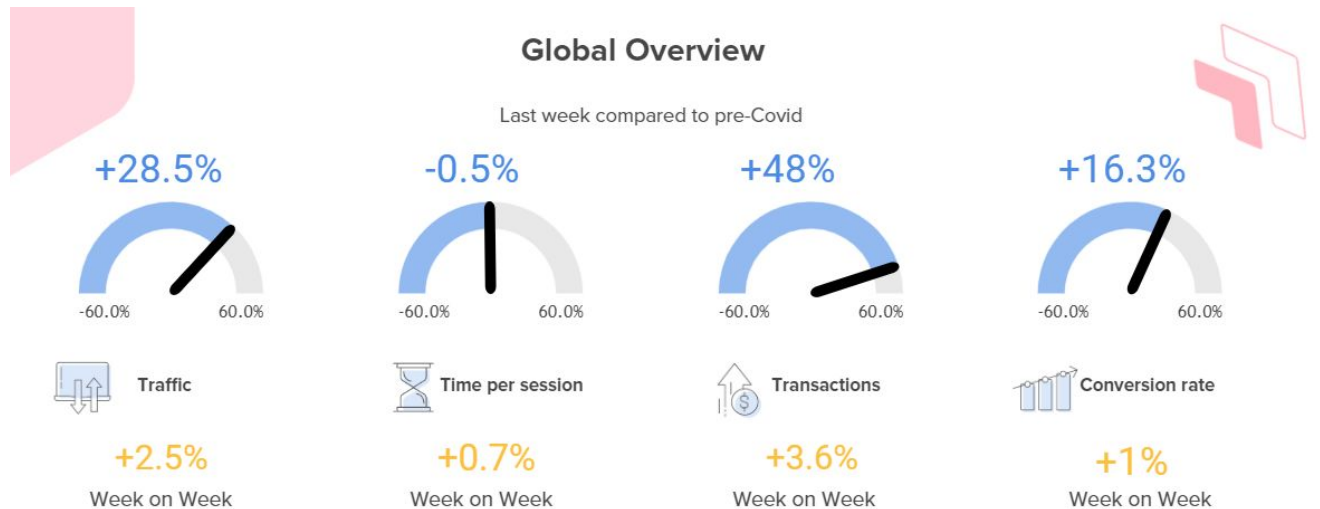 Global Overview
Last week compared to pre-Covid
+28.5% -0.5% +48% +16.3%
-60.0% 60.0% -60.0% 60.0% -60.0% 60.0% -60.0% 60.0%
Traffic Time per session Transactions Conversion rate
+2.5% +0.7% +3.6% +1%
Week on Week Week on Week Week on Week Week on Week